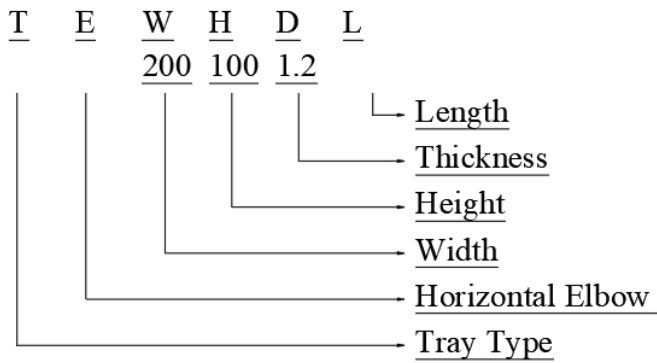 T E W H D L
200 100 1.2
Length
Thickness
Height
Width
Horizontal Elbow
Tray Type